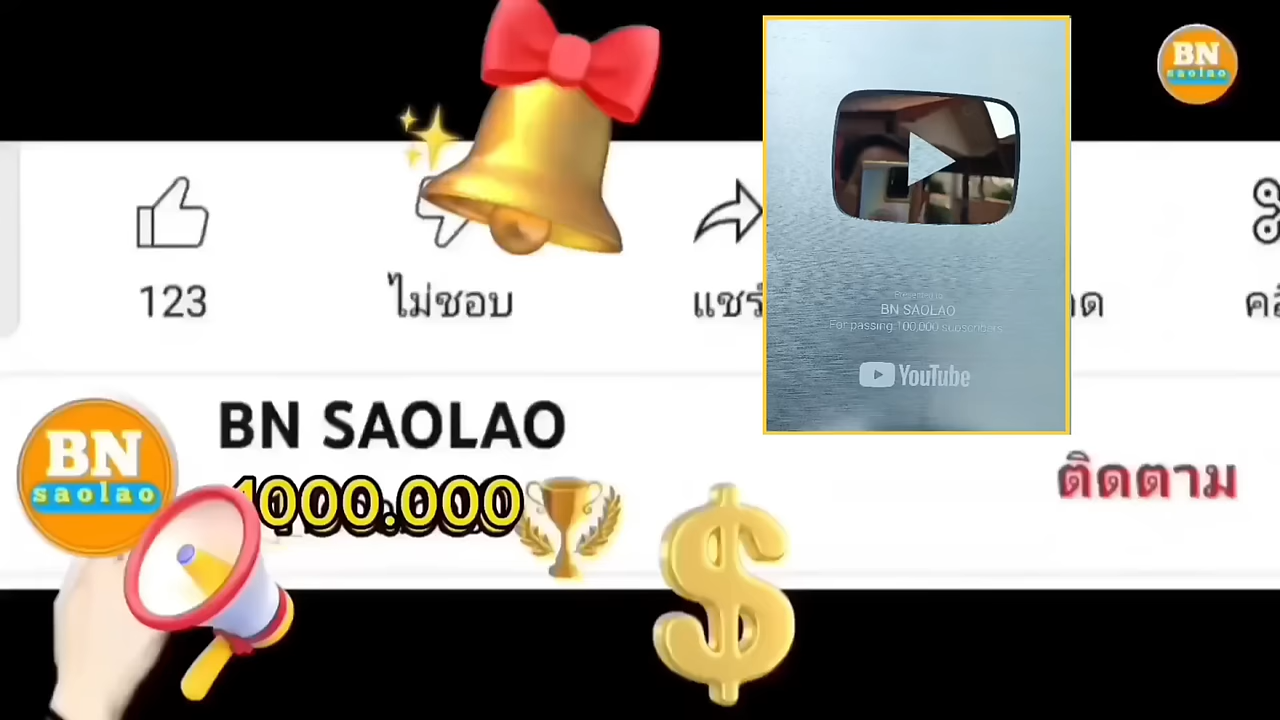 BN
saolao
123
ไม่ชอบ
แชร์
BN SAOLAO
For passing 100,000 subscribers
YouTube
BN SAOLAO
BN
saolao
000.000
ติดตาม